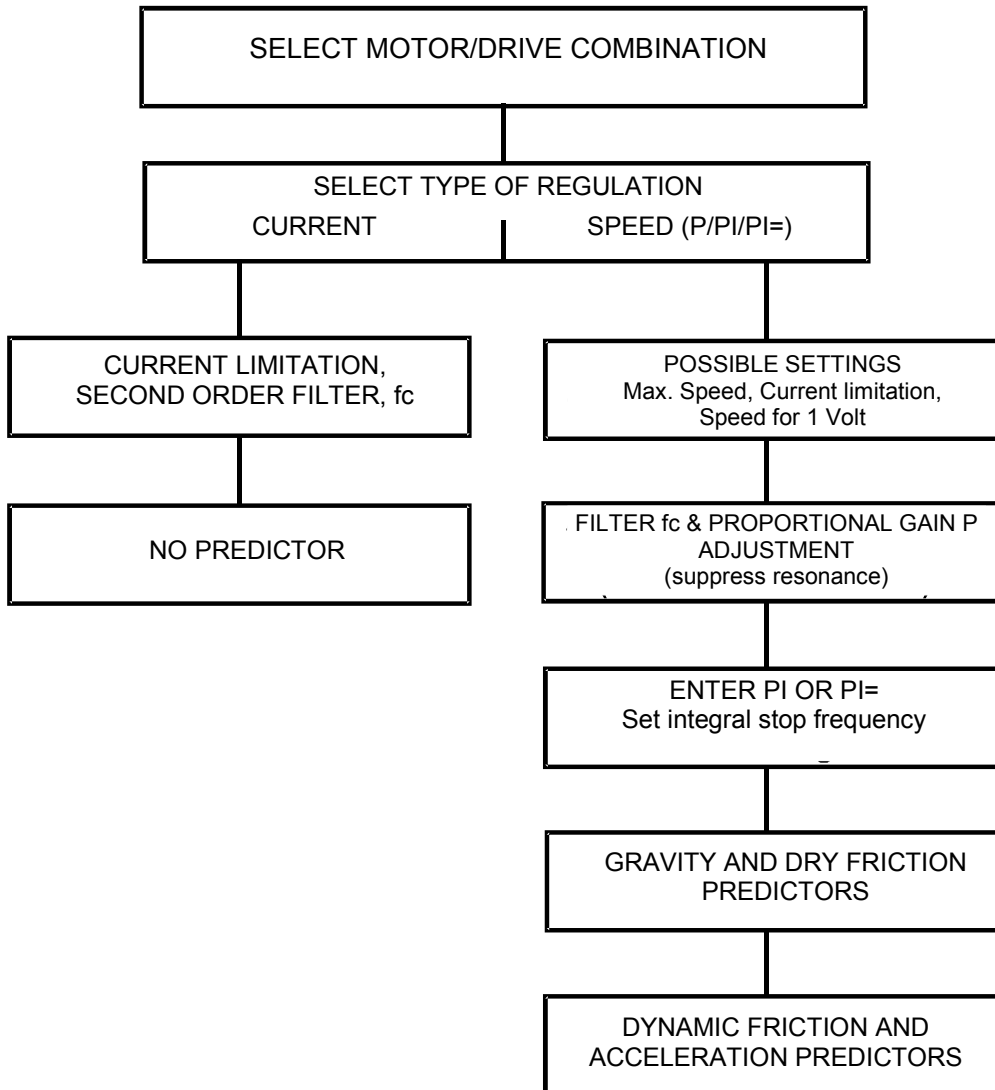 SELECT MOTOR/DRIVE COMBINATION
SELECT TYPE OF REGULATION
CURRENT SPEED (P/PI/PI=)
CURRENT LIMITATION,
SECOND ORDER FILTER, fc
NO PREDICTOR
POSSIBLE SETTINGS
Max. Speed, Current limitation,
Speed for 1 Volt
FILTER fc & PROPORTIONAL GAIN P
ADJUSTMENT
(suppress resonance)
ENTER PI OR PI=
Set integral stop frequency
GRAVITY AND DRY FRICTION
PREDICTORS
DYNAMIC FRICTION AND
ACCELERATION PREDICTORS